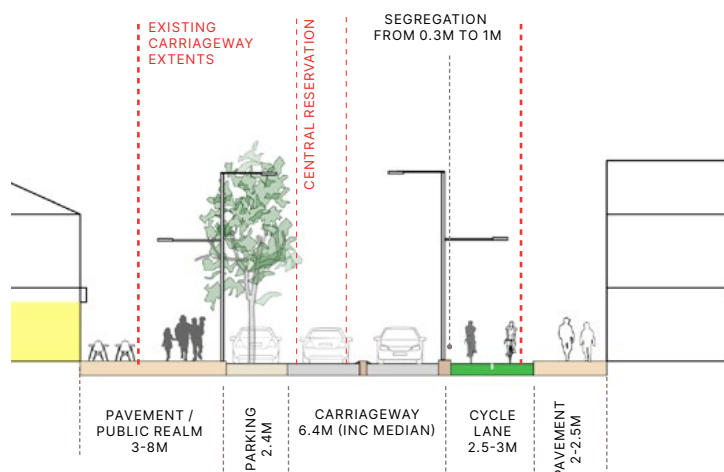 EXISTING
CARRIAGEWAY
EXTENTS
CENTRAL RESERVATION
SEGREGATION
FROM 0.3M TO 1M
PAVEMENT /
PUBLIC REALM
3-8M
PARKING
2.4M
CARRIAGEWAY
6.4M (INC MEDIAN)
CYCLE
LANE
2.5-3M
PAVEMENT
2-2.5M